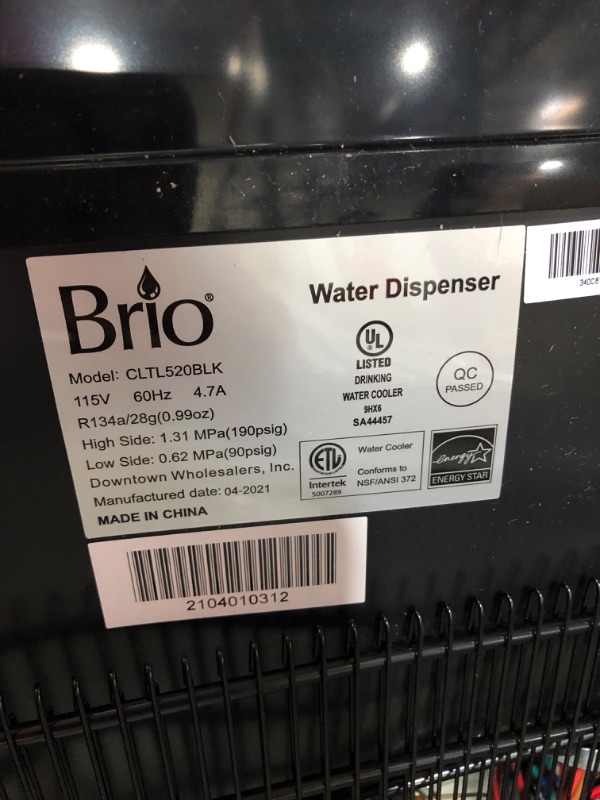 Brio®
Water Dispenser
Model: CLTL520BLK
115V 60Hz 4.7A
R134a/28g(0.99oz)
High Side: 1.31 MPa(190psig)
Low Side: 0.62 MPa(90psig)
Downtown Wholesalers, Inc.
Manufactured date: 04-2021
MADE IN CHINA
UL
LISTED
DRINKING
WATER COOLER
9HX6
SA44457
QC
PASSED
ETL
Intertek
5007289
Water Cooler
Conforms to
NSF/ANSI 372
energy
ENERGY STAR
2104010312
340C6